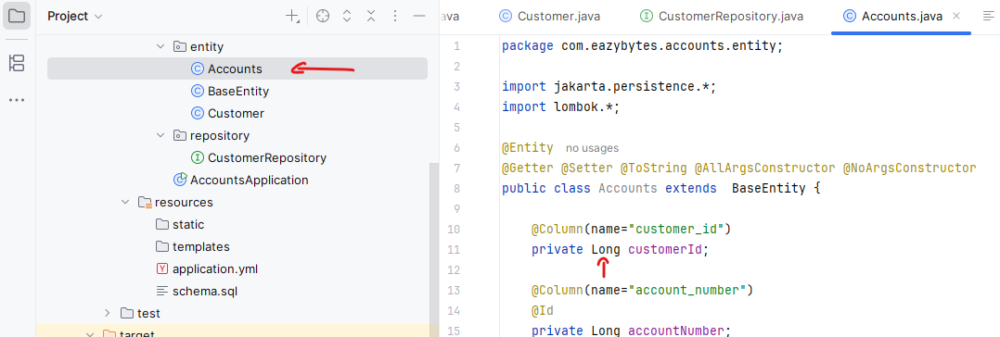 Project
entity
Accounts
BaseEntity
Customer
repository
CustomerRepository
AccountsApplication
resources
static
templates
application.yml
schema.sql
test
target
ava
Customer.java
CustomerRepository.java
Accounts.java
1 package com.eazybytes.accounts.entity;
2
3 import jakarta.persistence.*;
4 import lombok.*;
5
6 @Entity no usages
7 @Getter @Setter @ToString @AllArgsConstructor @NoArgsConstructor
8 public class Accounts extends BaseEntity {
9
10 @Column(name="customer_id")
11 private Long customerId;
12
13 @Column(name="account_number")
14 @Id
15 private Long accountNumber;